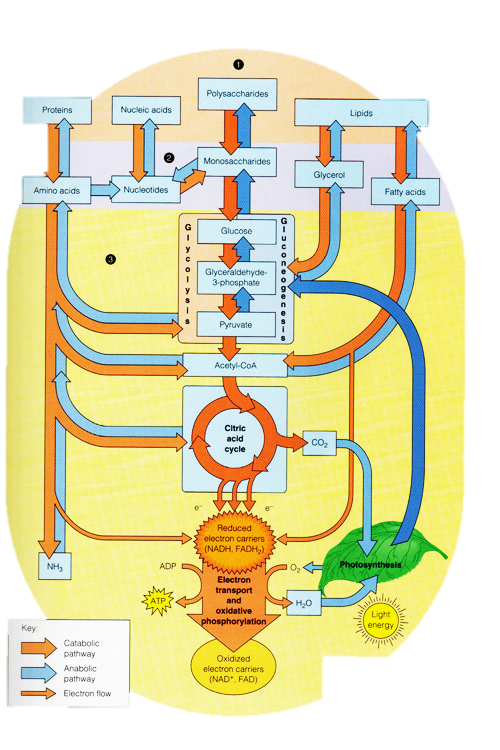 1
Polysaccharides
Proteins
Nucleic acids
Lipids
2
Monosaccharides
Glycerol
Amino acids
Nucleotides
Fatty acids
3
Glycolysis
Gluconeogenesis
Glucose
Glyceraldehyde-
3-phosphate
Pyruvate
Acetyl-CoA
Citric
acid
cycle
CO₂
e⁻
e⁻
Reduced
electron carriers
(NADH, FADH₂)
NH₃
ADP
ATP
Electron
transport
and
oxidative
phosphorylation
O₂
H₂O
Photosynthesis
Light
energy
Oxidized
electron carriers
(NAD⁺, FAD)
Key:
Catabolic
pathway
Anabolic
pathway
Electron flow